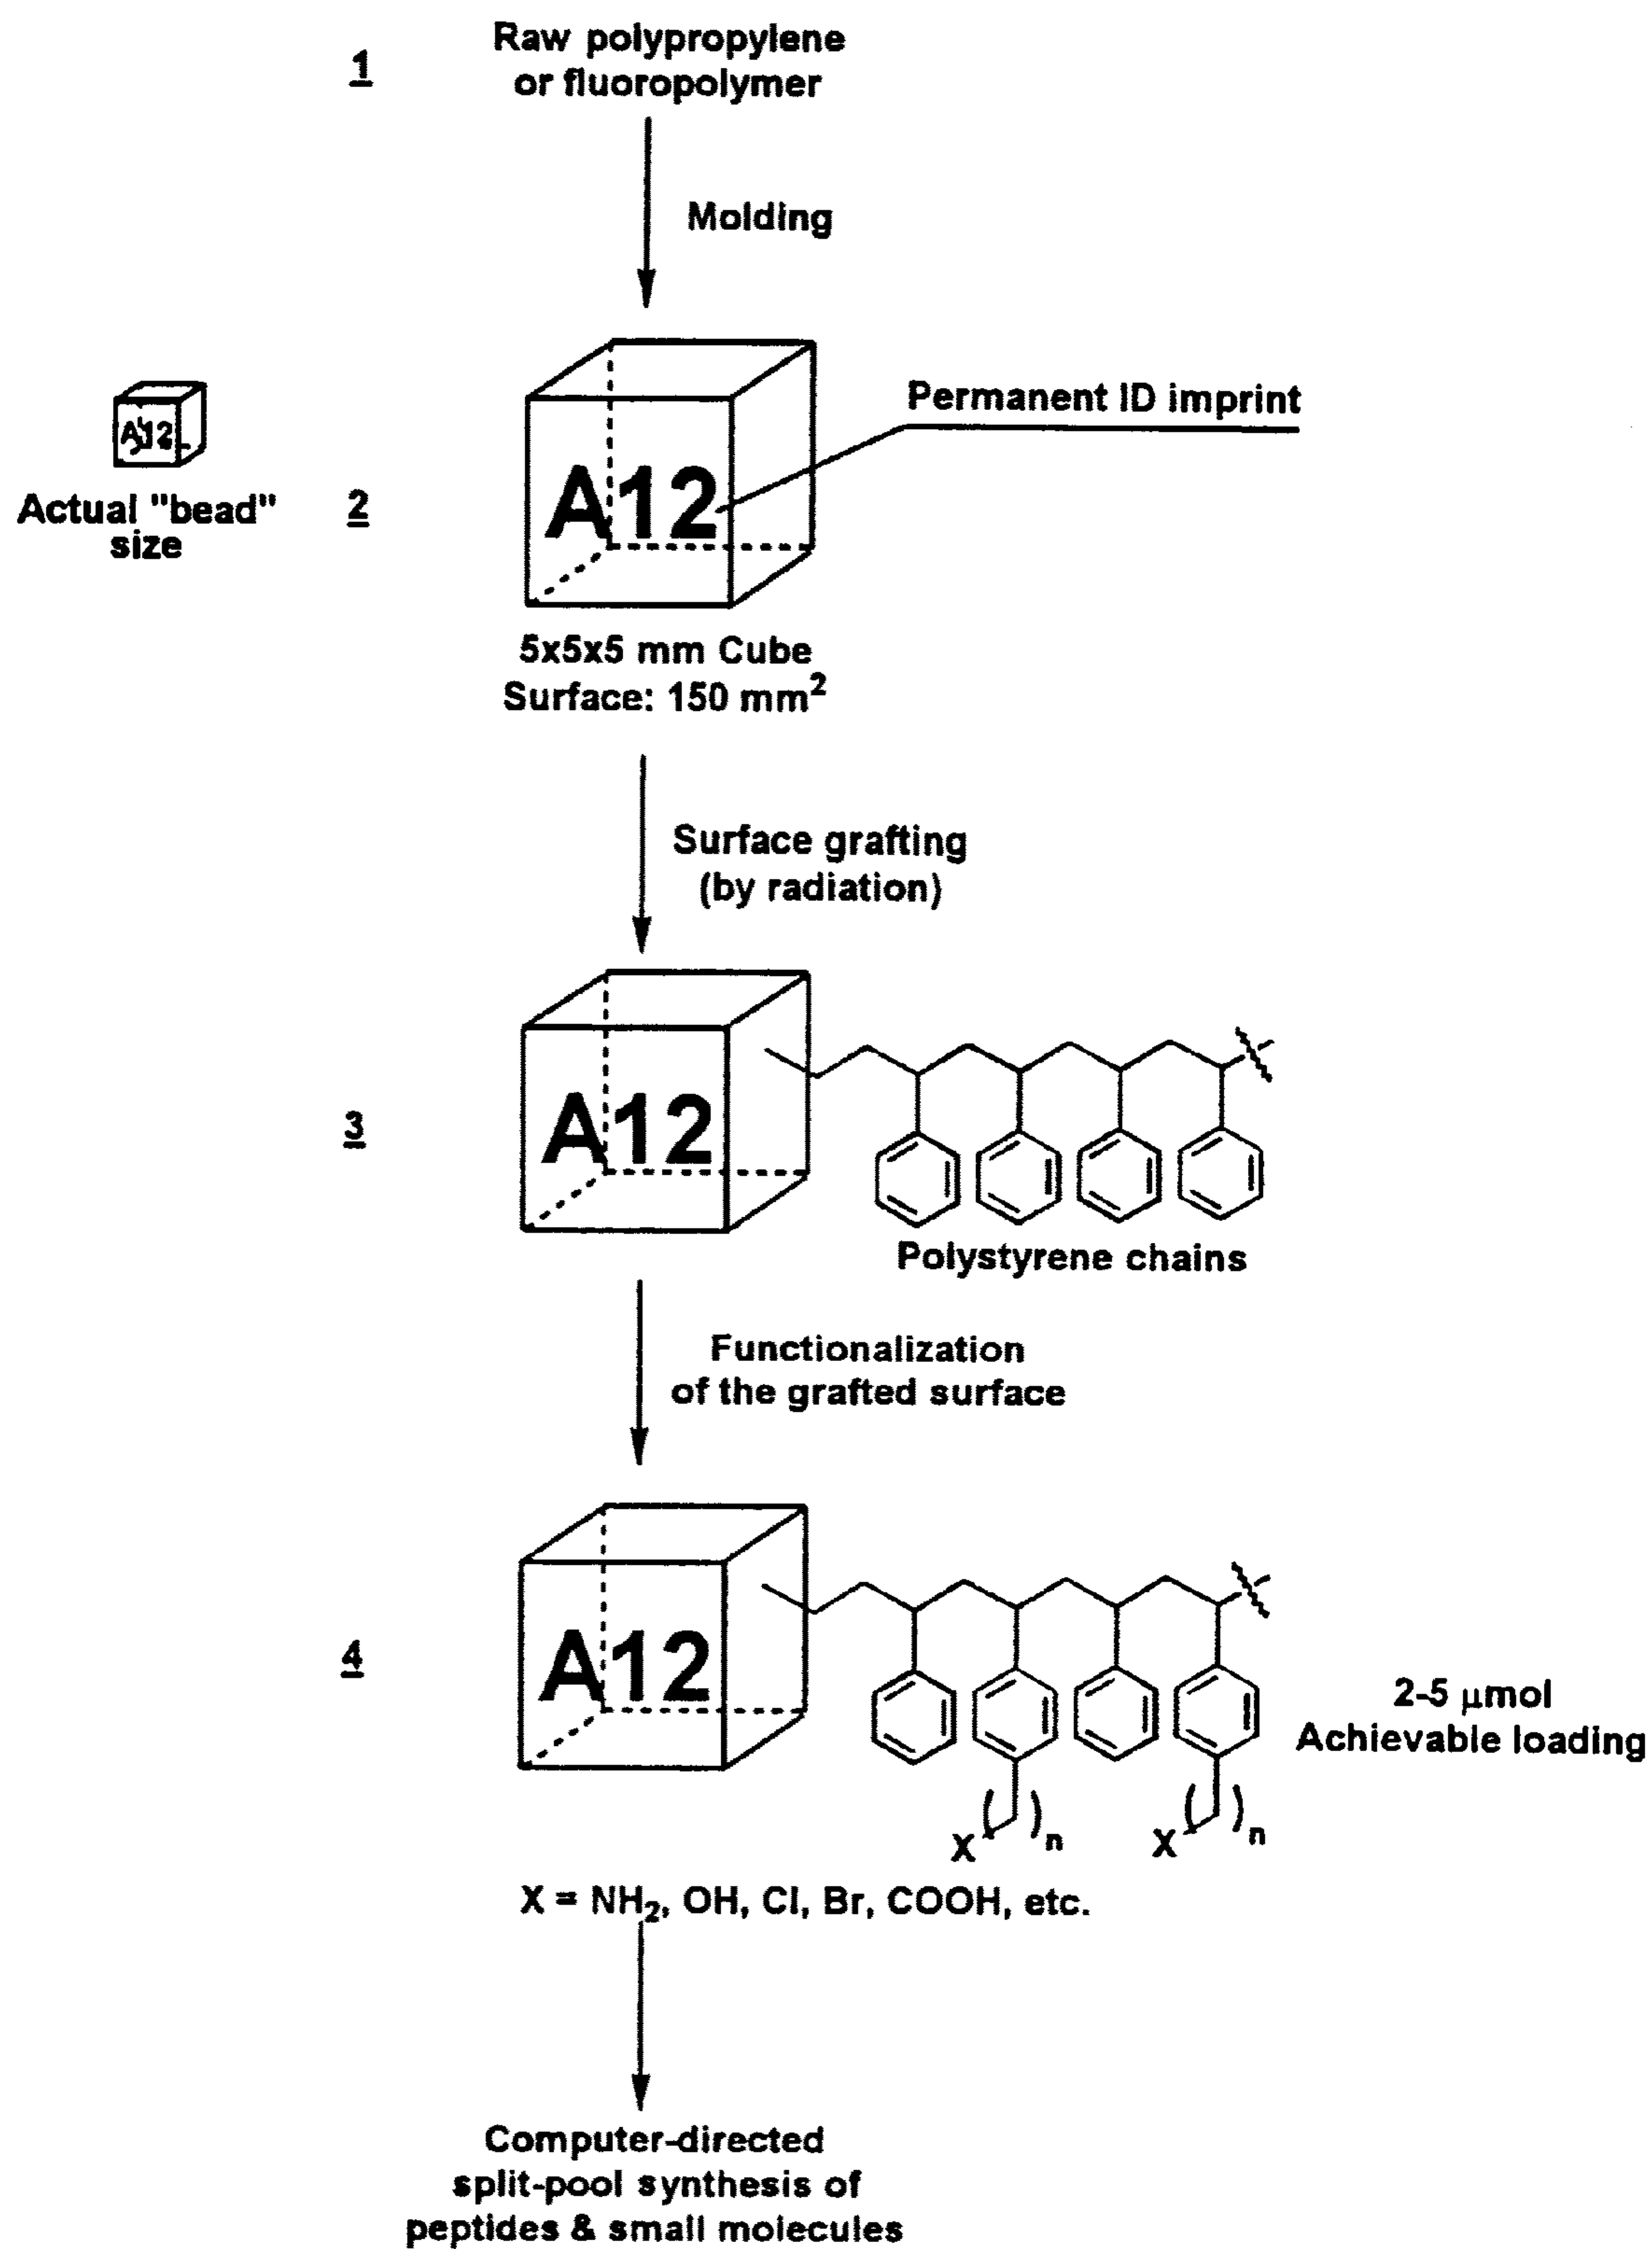 1
Raw polypropylene
or fluoropolymer
Molding
Permanent ID imprint
A12
Actual "bead"
size
2
A12
5x5x5 mm Cube
Surface: 150 mm²
Surface grafting
(by radiation)
3
A12
Polystyrene chains
Functionalization
of the grafted surface
4
A12
2-5 µmol
Achievable loading
X ( )n
X ( )n
X = NH₂, OH, Cl, Br, COOH, etc.
Computer-directed
split-pool synthesis of
peptides & small molecules